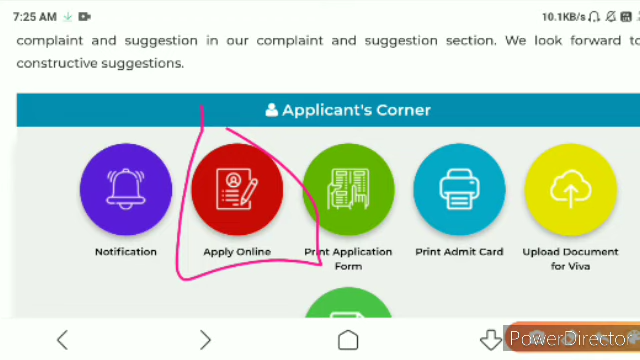 7:25 AM 10.1KB/s
complaint and suggestion in our complaint and suggestion section. We look forward to
constructive suggestions.
Applicant's Corner
Notification Apply Online Print Application Form Print Admit Card Upload Document for Viva
PowerDirector